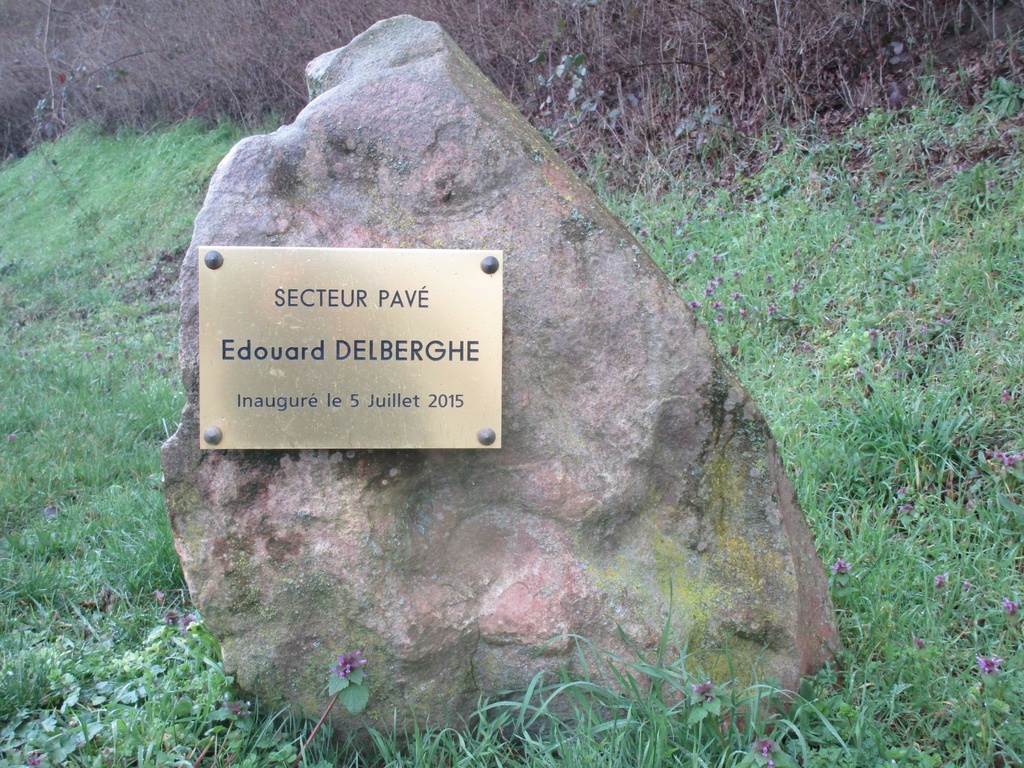 SECTEUR PAVÉ
Edouard DELBERGHE
Inauguré le 5 Juillet 2015